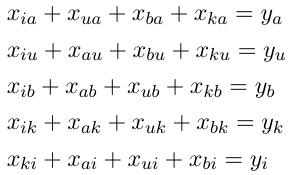 x_{ia} + x_{ua} + x_{ba} + x_{ka} = y_a
x_{iu} + x_{au} + x_{bu} + x_{ku} = y_u
x_{ib} + x_{ab} + x_{ub} + x_{kb} = y_b
x_{ik} + x_{ak} + x_{uk} + x_{bk} = y_k
x_{ki} + x_{ai} + x_{ui} + x_{bi} = y_i